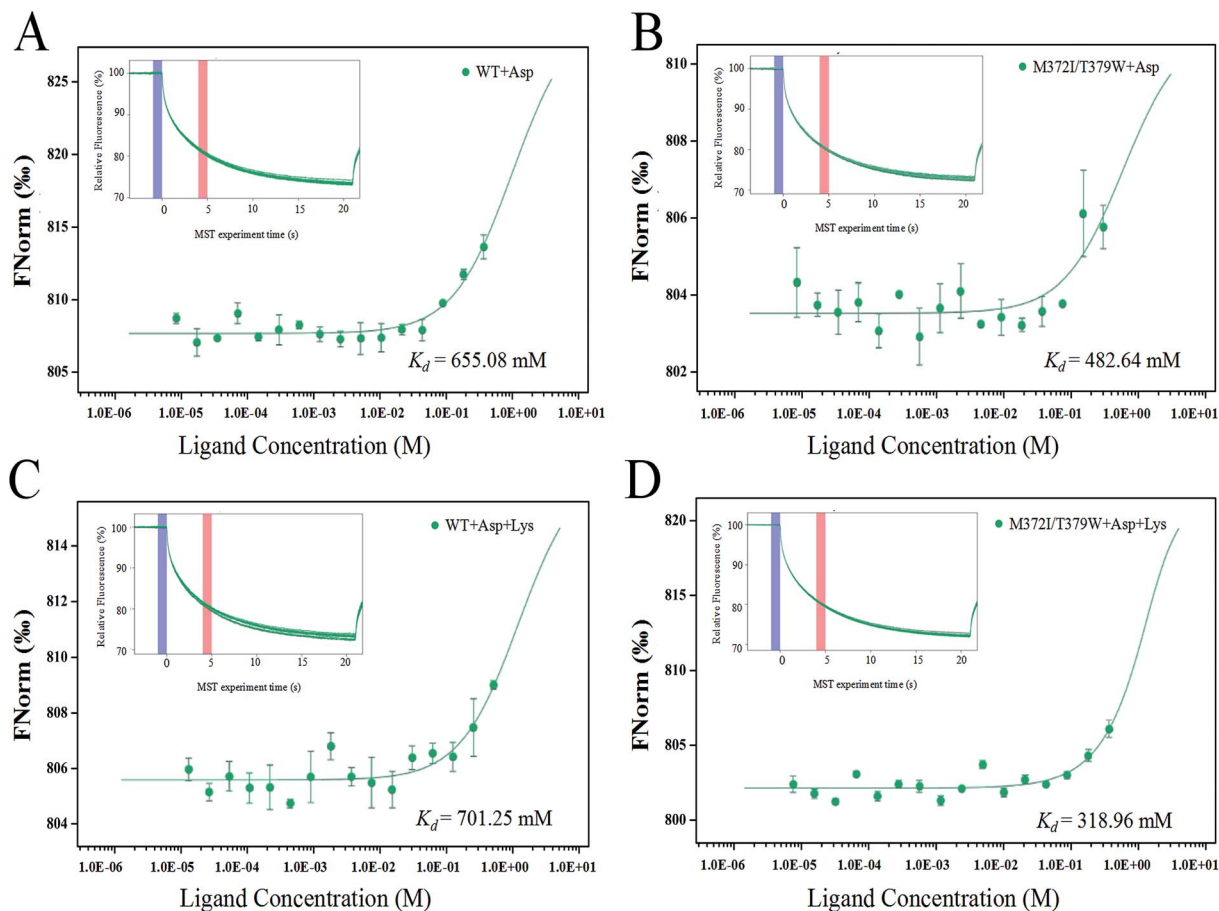 A
825
820
815
810
805
FNorm (‰)
WT+Asp
100
90
80
70
Relative Fluorescence (%)
0 5 10 15 20
MST experiment time (s)
Kd = 655.08 mM
1.0E-06 1.0E-05 1.0E-04 1.0E-03 1.0E-02 1.0E-01 1.0E+00 1.0E+01
Ligand Concentration (M)
B
810
808
806
804
802
FNorm (‰)
M372I/T379W+Asp
100
90
80
70
Relative Fluorescence (%)
0 5 10 15 20
MST experiment time (s)
Kd = 482.64 mM
1.0E-06 1.0E-05 1.0E-04 1.0E-03 1.0E-02 1.0E-01 1.0E+00 1.0E+01
Ligand Concentration (M)
C
814
812
810
808
806
804
FNorm (‰)
WT+Asp+Lys
100
90
80
70
Relative Fluorescence (%)
0 5 10 15 20
MST experiment time (s)
Kd = 701.25 mM
1.0E-06 1.0E-05 1.0E-04 1.0E-03 1.0E-02 1.0E-01 1.0E+00 1.0E+01
Ligand Concentration (M)
D
820
815
810
805
800
FNorm (‰)
M372I/T379W+Asp+Lys
100
90
80
70
Relative Fluorescence (%)
0 5 10 15 20
MST experiment time (s)
Kd = 318.96 mM
1.0E-06 1.0E-05 1.0E-04 1.0E-03 1.0E-02 1.0E-01 1.0E+00 1.0E+01
Ligand Concentration (M)